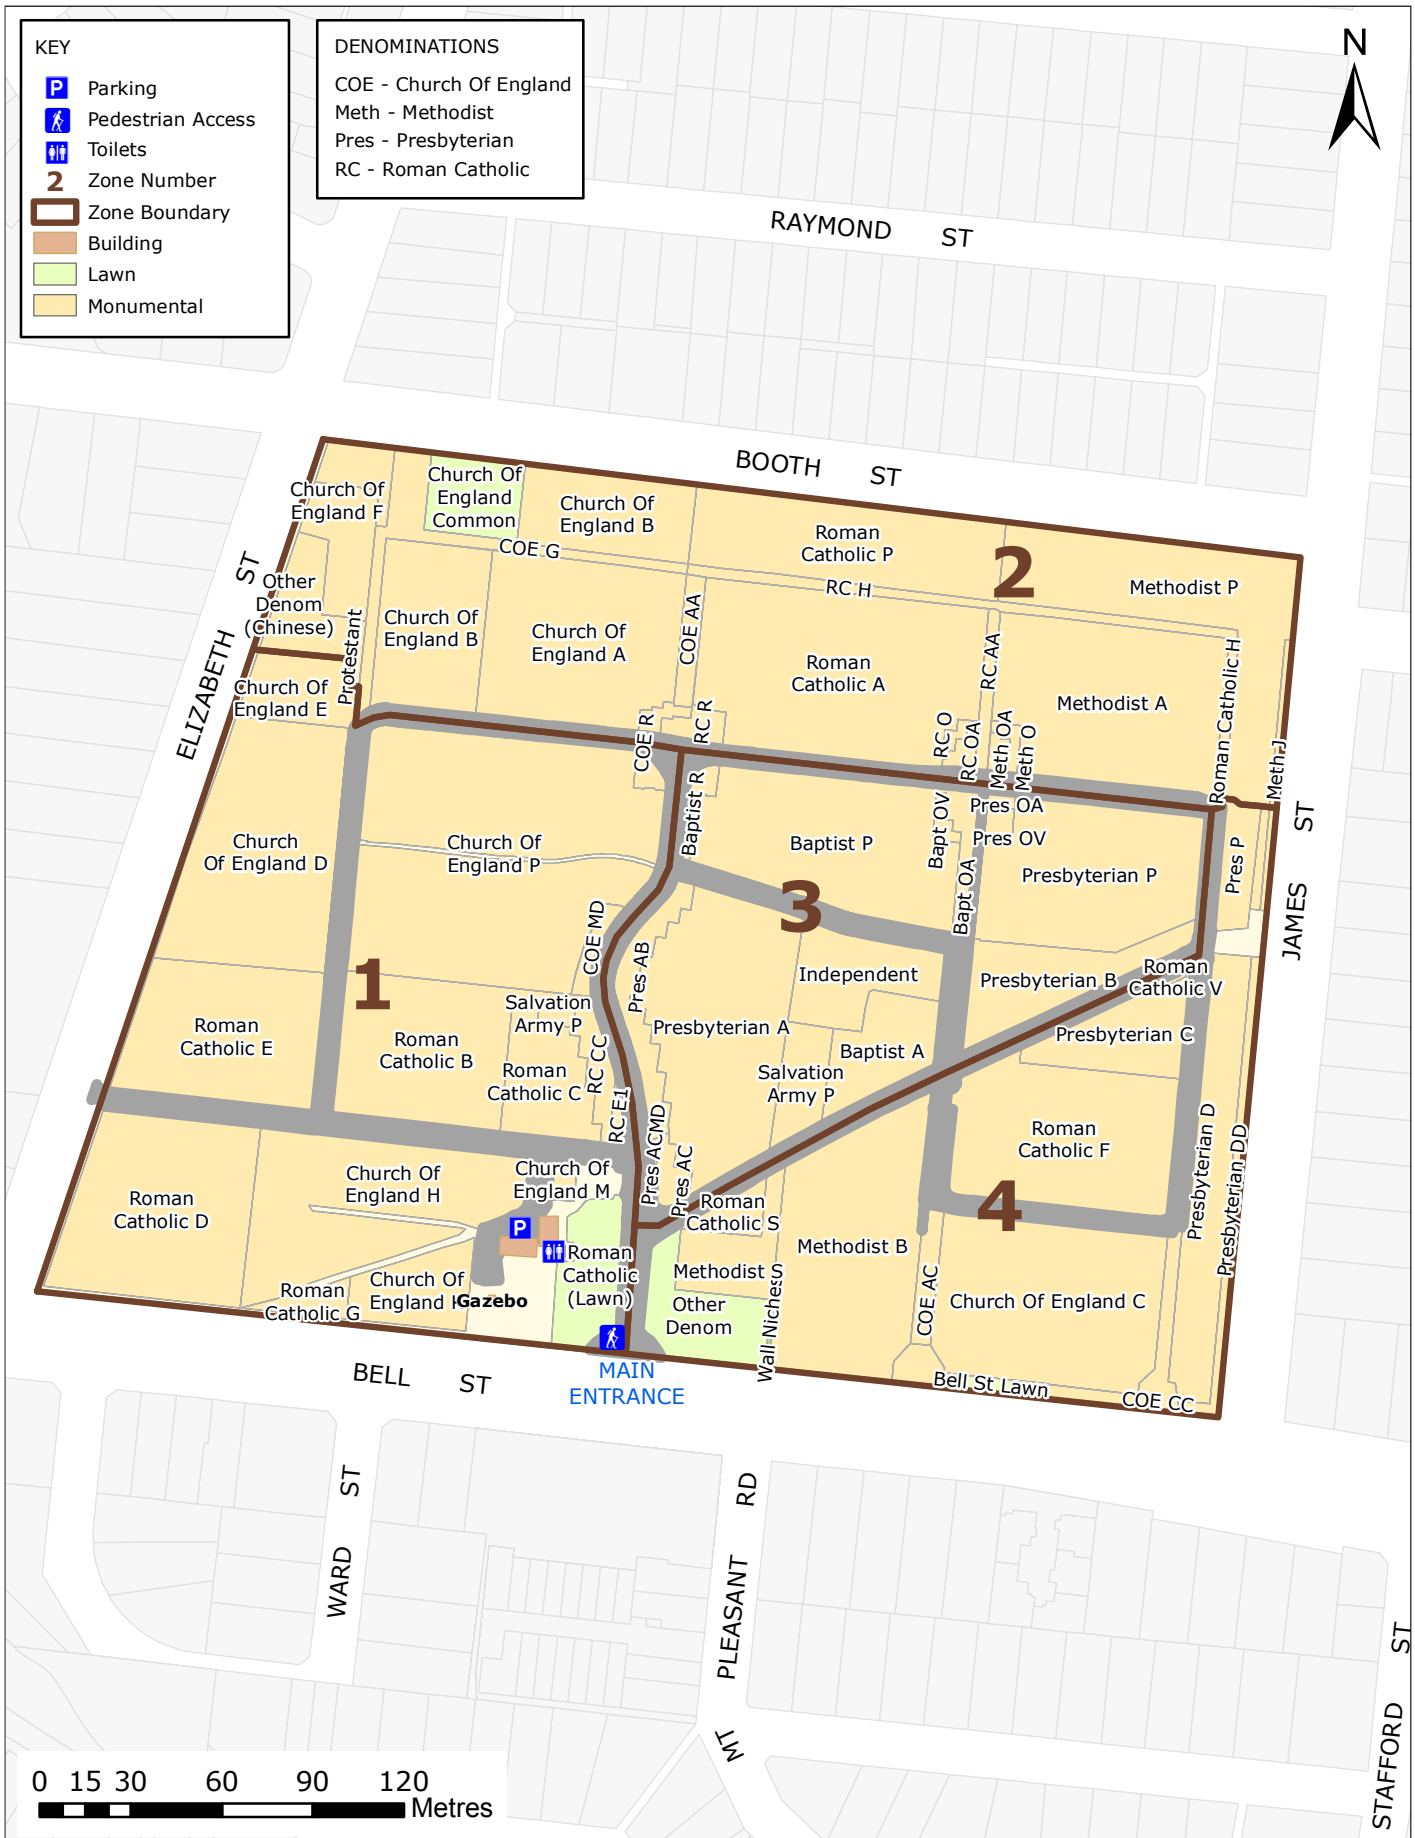 KEY
P Parking
Pedestrian Access
Toilets
2 Zone Number
Zone Boundary
Building
Lawn
Monumental
DENOMINATIONS
COE - Church Of England
Meth - Methodist
Pres - Presbyterian
RC - Roman Catholic
N
RAYMOND ST
BOOTH ST
ELIZABETH ST
JAMES ST
BELL ST
WARD ST
MT PLEASANT RD
STAFFORD ST
Church Of
England F
Church Of
England
Common
Church Of
England B
COE G
Roman
Catholic P
2
Methodist P
RC H
Other
Denom
(Chinese)
Protestant
Church Of
England B
Church Of
England A
COE AA
Roman
Catholic A
RC AA
Methodist A
Roman Catholic H
Meth J
Church Of
England E
COE R
RC R
RC O
RC OA
Meth OA
Meth O
Church
Of England D
Church Of
England P
Baptist R
Baptist P
Bapt OV
Bapt OA
Pres OA
Pres OV
Presbyterian P
Pres P
3
1
COE MD
Pres AB
Independent
Presbyterian B
Roman
Catholic V
Roman
Catholic E
Roman
Catholic B
Salvation
Army P
Roman
Catholic C
RC CC
RC E1
Presbyterian A
Salvation
Army P
Baptist A
Presbyterian C
Roman
Catholic F
Presbyterian D
Presbyterian DD
Pres ACMD
Pres AC
Roman
Catholic D
Church Of
England H
Church Of
England M
P
Roman
Catholic S
Methodist B
4
Roman
Catholic
(Lawn)
Methodist S
Other
Denom
Wall Niches
COE AC
Church Of England C
Roman
Catholic G
Church Of
England
Gazebo
Bell St Lawn
COE CC
MAIN
ENTRANCE
0 15 30 60 90 120
Metres